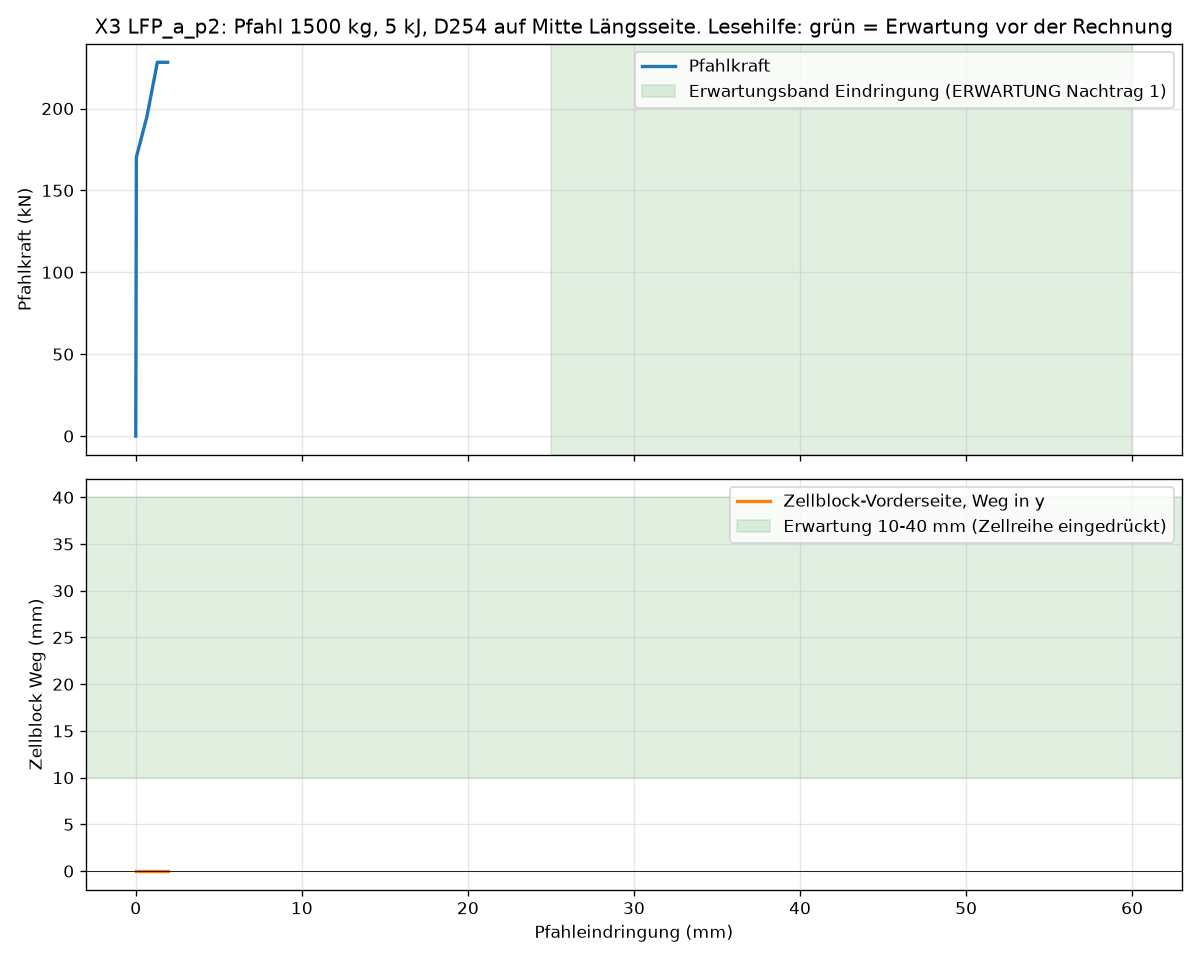 X3 LFP_a_p2: Pfahl 1500 kg, 5 kJ, D254 auf Mitte Längsseite. Lesehilfe: grün = Erwartung vor der Rechnung
Pfahlkraft
Erwartungsband Eindringung (ERWARTUNG Nachtrag 1)
Pfahlkraft (kN)
200
150
100
50
0
Zellblock-Vorderseite, Weg in y
Erwartung 10-40 mm (Zellreihe eingedrückt)
Zellblock Weg (mm)
40
35
30
25
20
15
10
5
0
0 10 20 30 40 50 60
Pfahleindringung (mm)